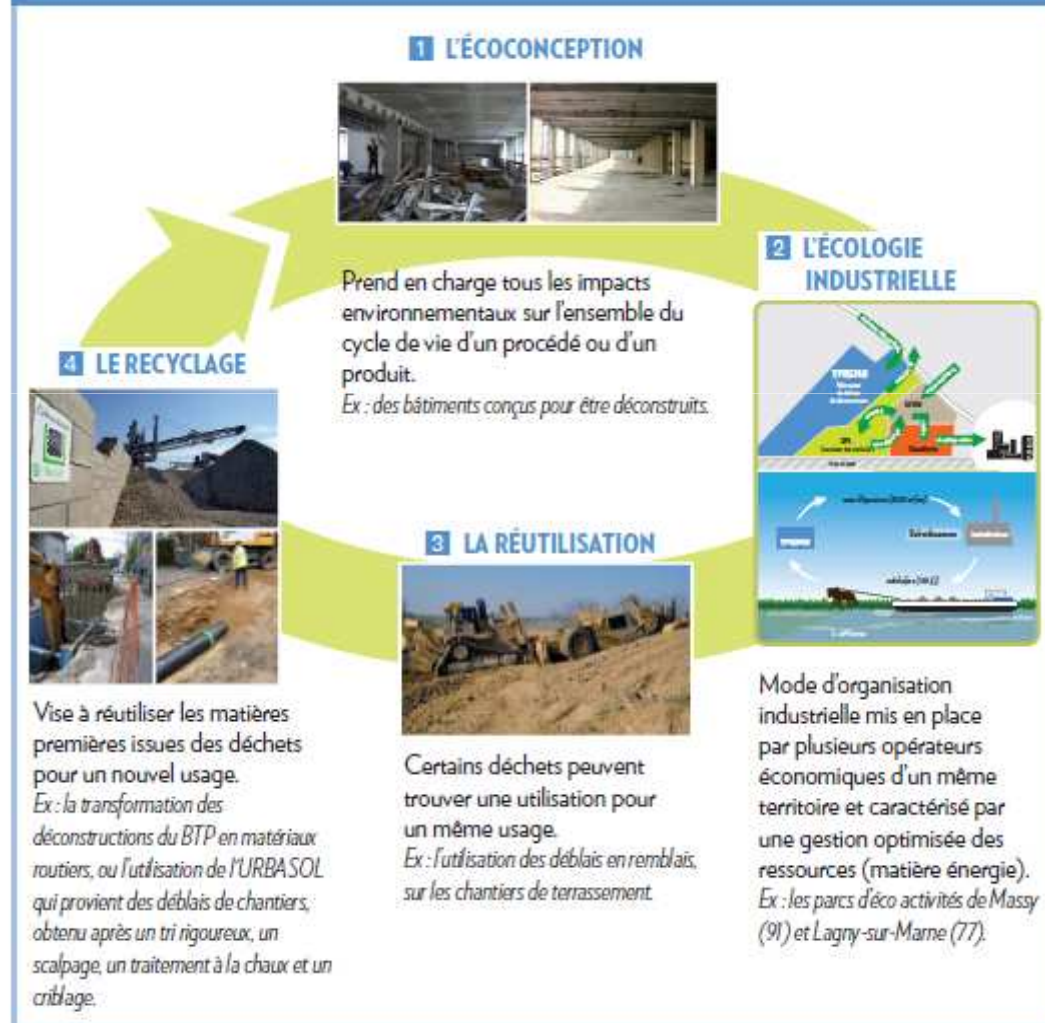 1 L'ÉCOCONCEPTION
Prend en charge tous les impacts
environnementaux sur l'ensemble du
cycle de vie d'un procédé ou d'un
produit.
Ex : des bâtiments conçus pour être déconstruits.
2 L'ÉCOLOGIE
INDUSTRIELLE
Mode d'organisation
industrielle mis en place
par plusieurs opérateurs
économiques d'un même
territoire et caractérisé par
une gestion optimisée des
ressources (matière énergie).
Ex : les parcs d'éco activités de Massy
(91) et Lagny-sur-Marne (77).
3 LA RÉUTILISATION
Certains déchets peuvent
trouver une utilisation pour
un même usage.
Ex : l'utilisation des déblais en remblais,
sur les chantiers de terrassement.
4 LE RECYCLAGE
Vise à réutiliser les matières
premières issues des déchets
pour un nouvel usage.
Ex : la transformation des
déconstructions du BTP en matériaux
routiers, ou l'utilisation de l'URBASOL
qui provient des déblais de chantiers,
obtenu après un tri rigoureux, un
scalpage, un traitement à la chaux et un
criblage.